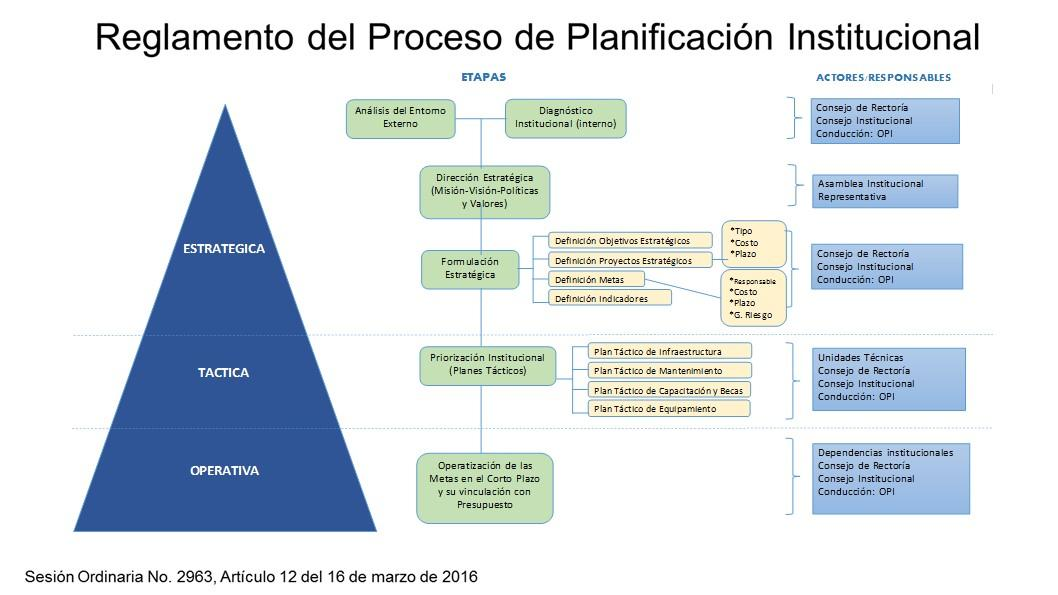 Reglamento del Proceso de Planificación Institucional
ETAPAS
ACTORES/RESPONSABLES
Análisis del Entorno
Externo
Diagnóstico
Institucional (interno)
Consejo de Rectoría
Consejo Institucional
Conducción: OPI
Dirección Estratégica
(Misión-Visión-Políticas
y Valores)
Asamblea Institucional
Representativa
ESTRATEGICA
Formulación
Estratégica
Definición Objetivos Estratégicos
Definición Proyectos Estratégicos
Definición Metas
Definición Indicadores
*Tipo
*Costo
*Plazo
*Responsable
*Costo
*Plazo
*G. Riesgo
Consejo de Rectoría
Consejo Institucional
Conducción: OPI
TACTICA
Priorización Institucional
(Planes Tácticos)
Plan Táctico de Infraestructura
Plan Táctico de Mantenimiento
Plan Táctico de Capacitación y Becas
Plan Táctico de Equipamiento
Unidades Técnicas
Consejo de Rectoría
Consejo Institucional
Conducción: OPI
OPERATIVA
Operatización de las
Metas en el Corto Plazo
y su vinculación con
Presupuesto
Dependencias institucionales
Consejo de Rectoría
Consejo Institucional
Conducción: OPI
Sesión Ordinaria No. 2963, Artículo 12 del 16 de marzo de 2016